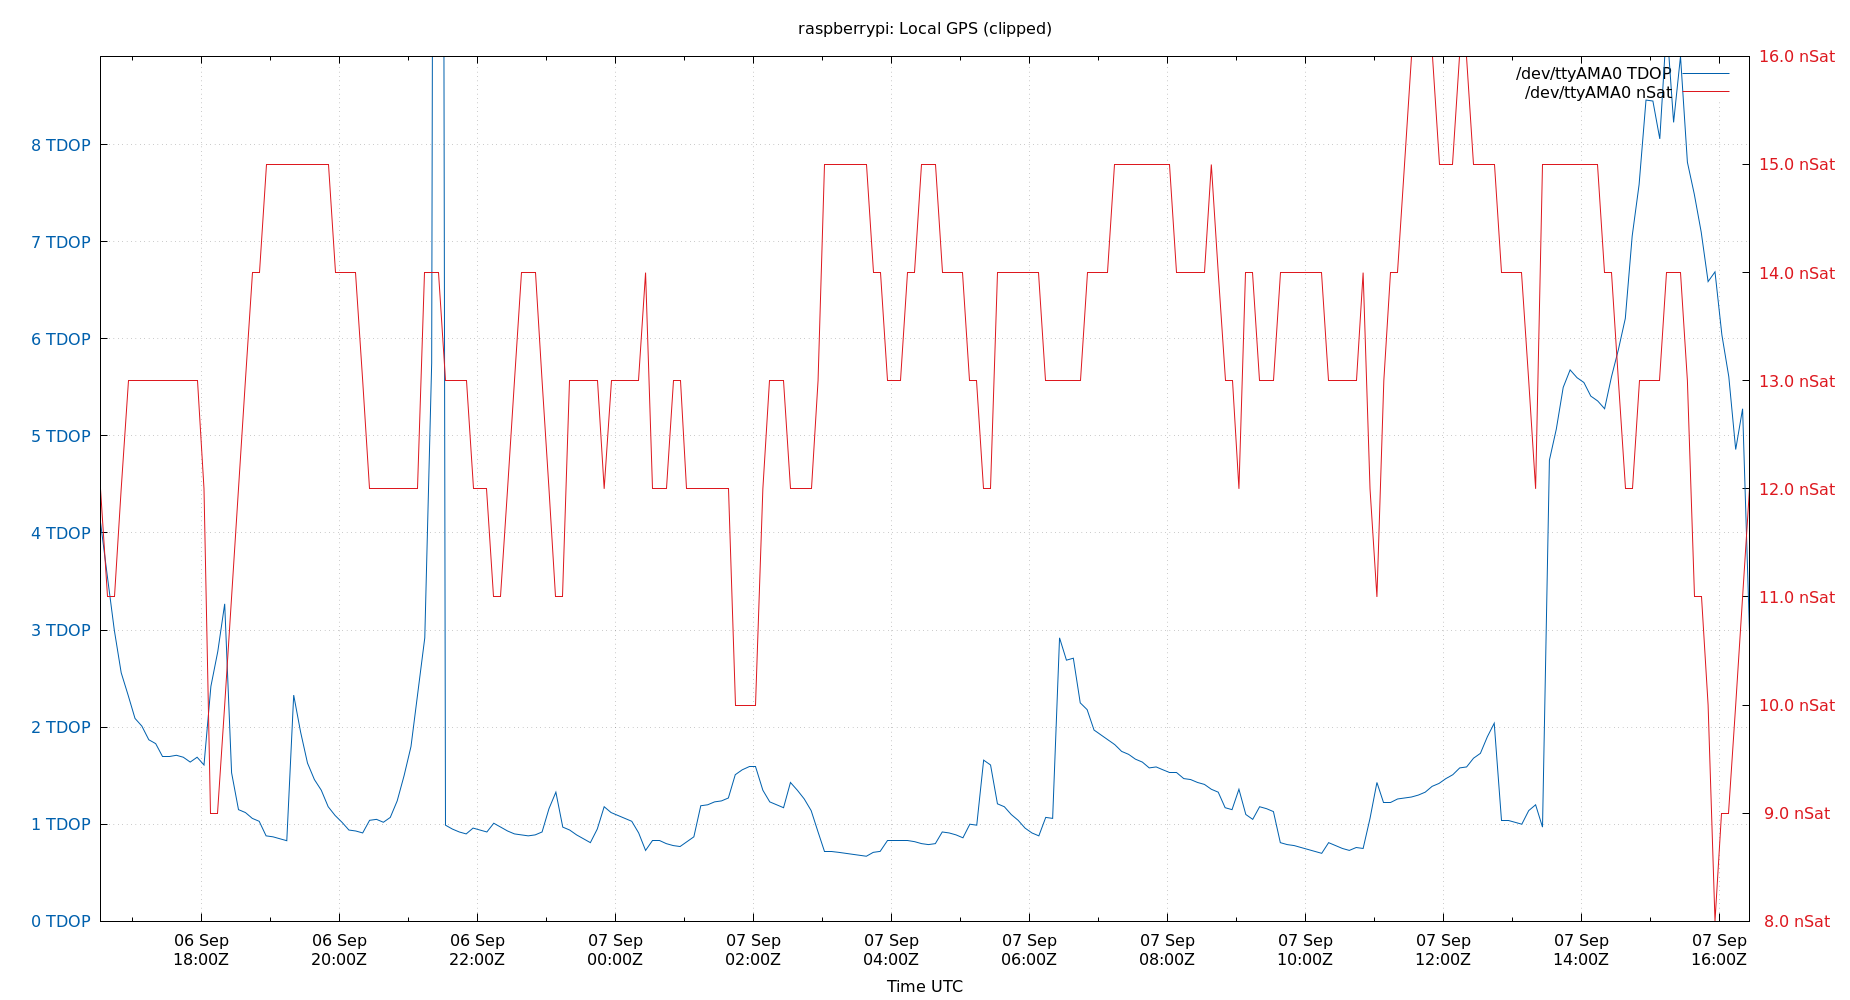 raspberrypi: Local GPS (clipped)
/dev/ttyAMA0 TDOP
/dev/ttyAMA0 nSat
8 TDOP
7 TDOP
6 TDOP
5 TDOP
4 TDOP
3 TDOP
2 TDOP
1 TDOP
0 TDOP
16.0 nSat
15.0 nSat
14.0 nSat
13.0 nSat
12.0 nSat
11.0 nSat
10.0 nSat
9.0 nSat
8.0 nSat
06 Sep 06 Sep 06 Sep 07 Sep 07 Sep 07 Sep 07 Sep 07 Sep 07 Sep 07 Sep 07 Sep 07 Sep
18:00Z 20:00Z 22:00Z 00:00Z 02:00Z 04:00Z 06:00Z 08:00Z 10:00Z 12:00Z 14:00Z 16:00Z
Time UTC